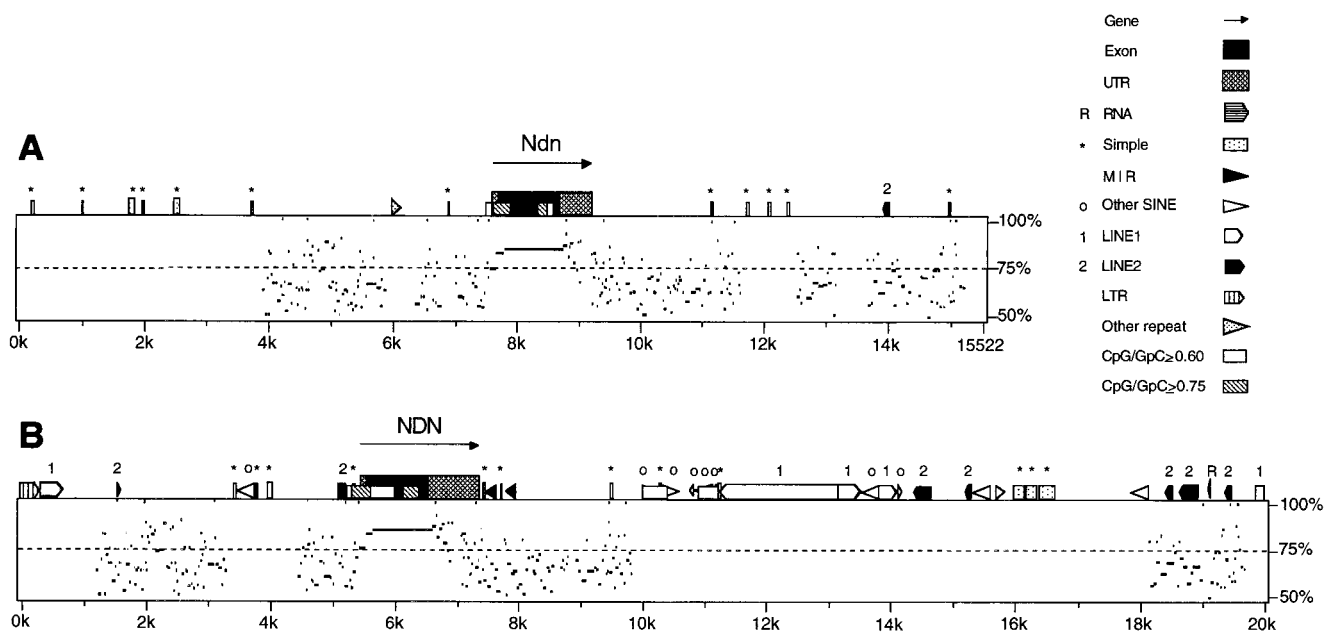 Gene
Exon
UTR
R RNA
* Simple
MIR
o Other SINE
1 LINE1
2 LINE2
LTR
Other repeat
CpG/GpC≥0.60
CpG/GpC≥0.75
A
Ndn
* * * * * * * * * * * 2 *
100%
75%
50%
0k 2k 4k 6k 8k 10k 12k 14k 15522
B
NDN
1 2 * o * * 2 * * * * o * o o o o * 1 1 o 1 o 2 2 * * * 2 2 R 2 1
100%
75%
50%
0k 2k 4k 6k 8k 10k 12k 14k 16k 18k 20k